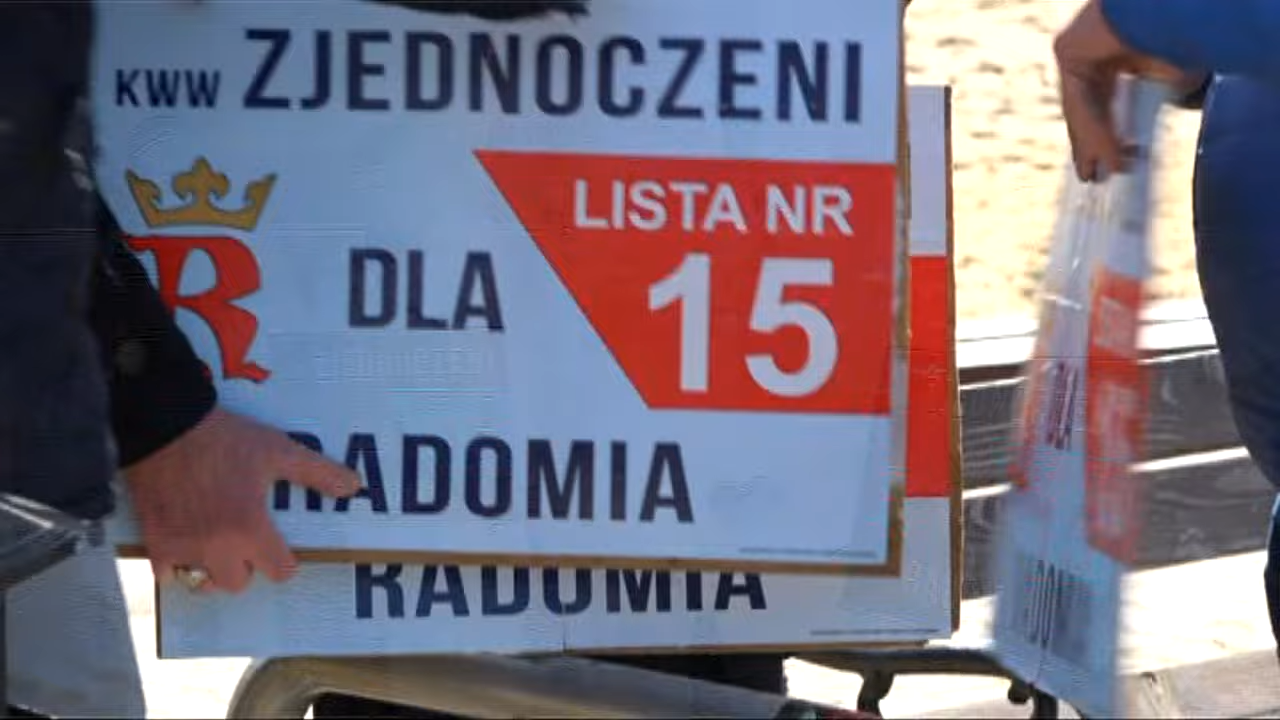 KWW ZJEDNOCZENI
LISTA NR
15
DLA
RADOMIA
RADOMIA